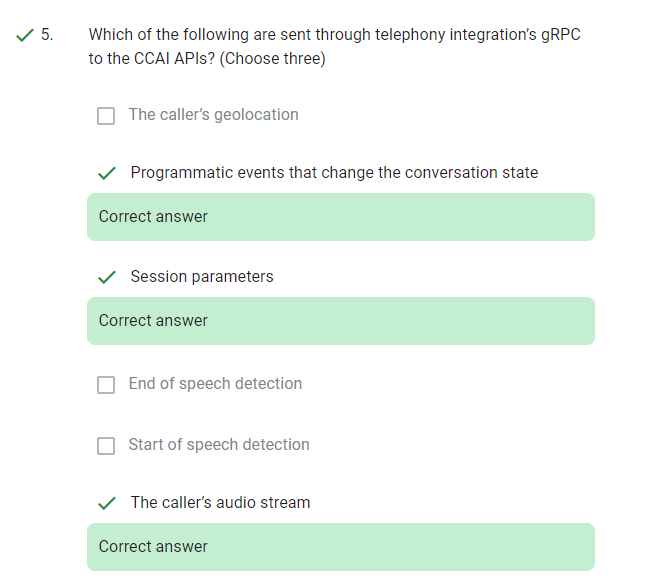 5. Which of the following are sent through telephony integration's gRPC
to the CCAI APIs? (Choose three)
The caller's geolocation
Programmatic events that change the conversation state
Correct answer
Session parameters
Correct answer
End of speech detection
Start of speech detection
The caller's audio stream
Correct answer